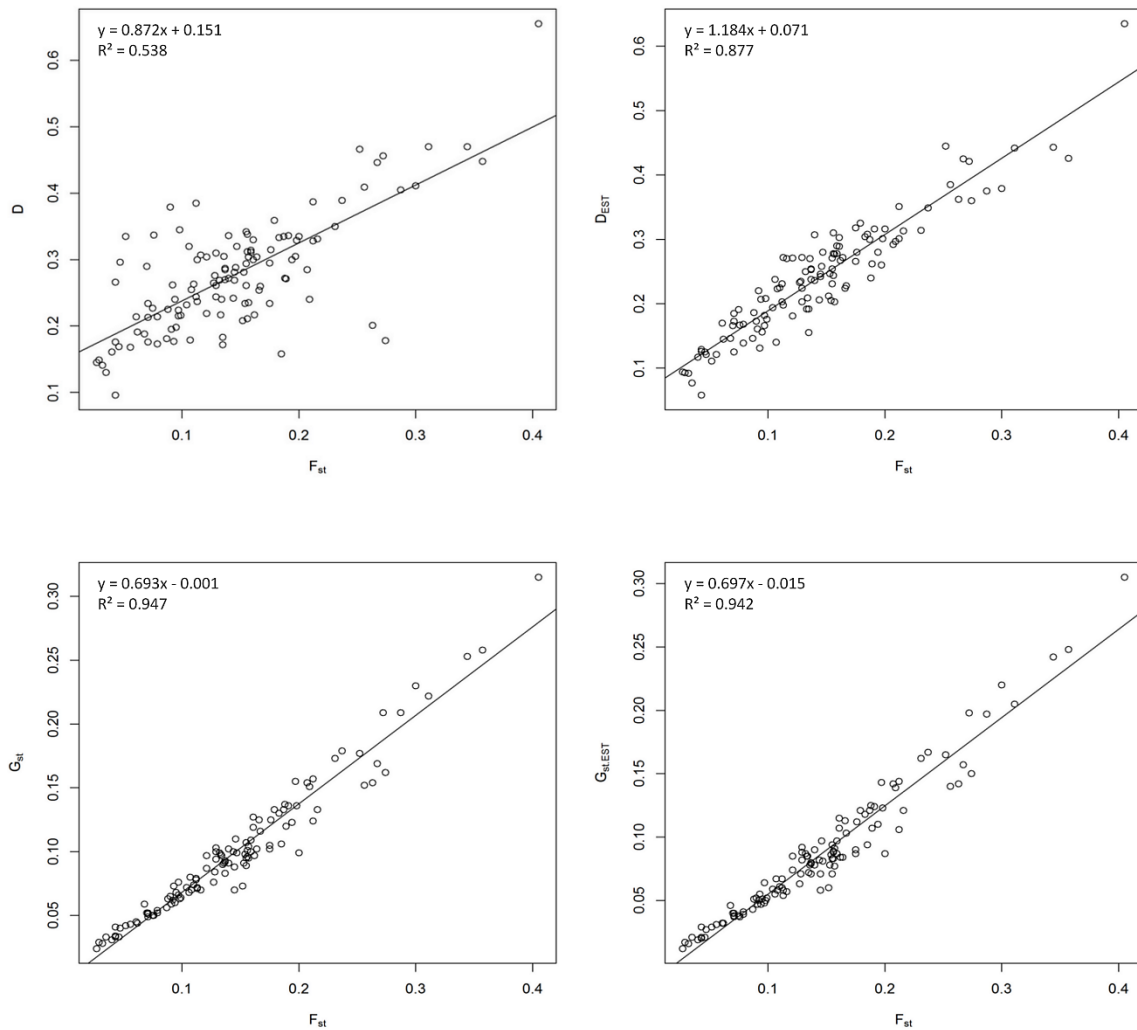 y = 0.872x + 0.151
R² = 0.538
D
0.1 0.2 0.3 0.4 0.5 0.6
0.1 0.2 0.3 0.4
Fst
y = 1.184x + 0.071
R² = 0.877
DEST
0.1 0.2 0.3 0.4 0.5 0.6
0.1 0.2 0.3 0.4
Fst
y = 0.693x - 0.001
R² = 0.947
Gst
0.05 0.10 0.15 0.20 0.25 0.30
0.1 0.2 0.3 0.4
Fst
y = 0.697x - 0.015
R² = 0.942
Gst.EST
0.05 0.10 0.15 0.20 0.25 0.30
0.1 0.2 0.3 0.4
Fst